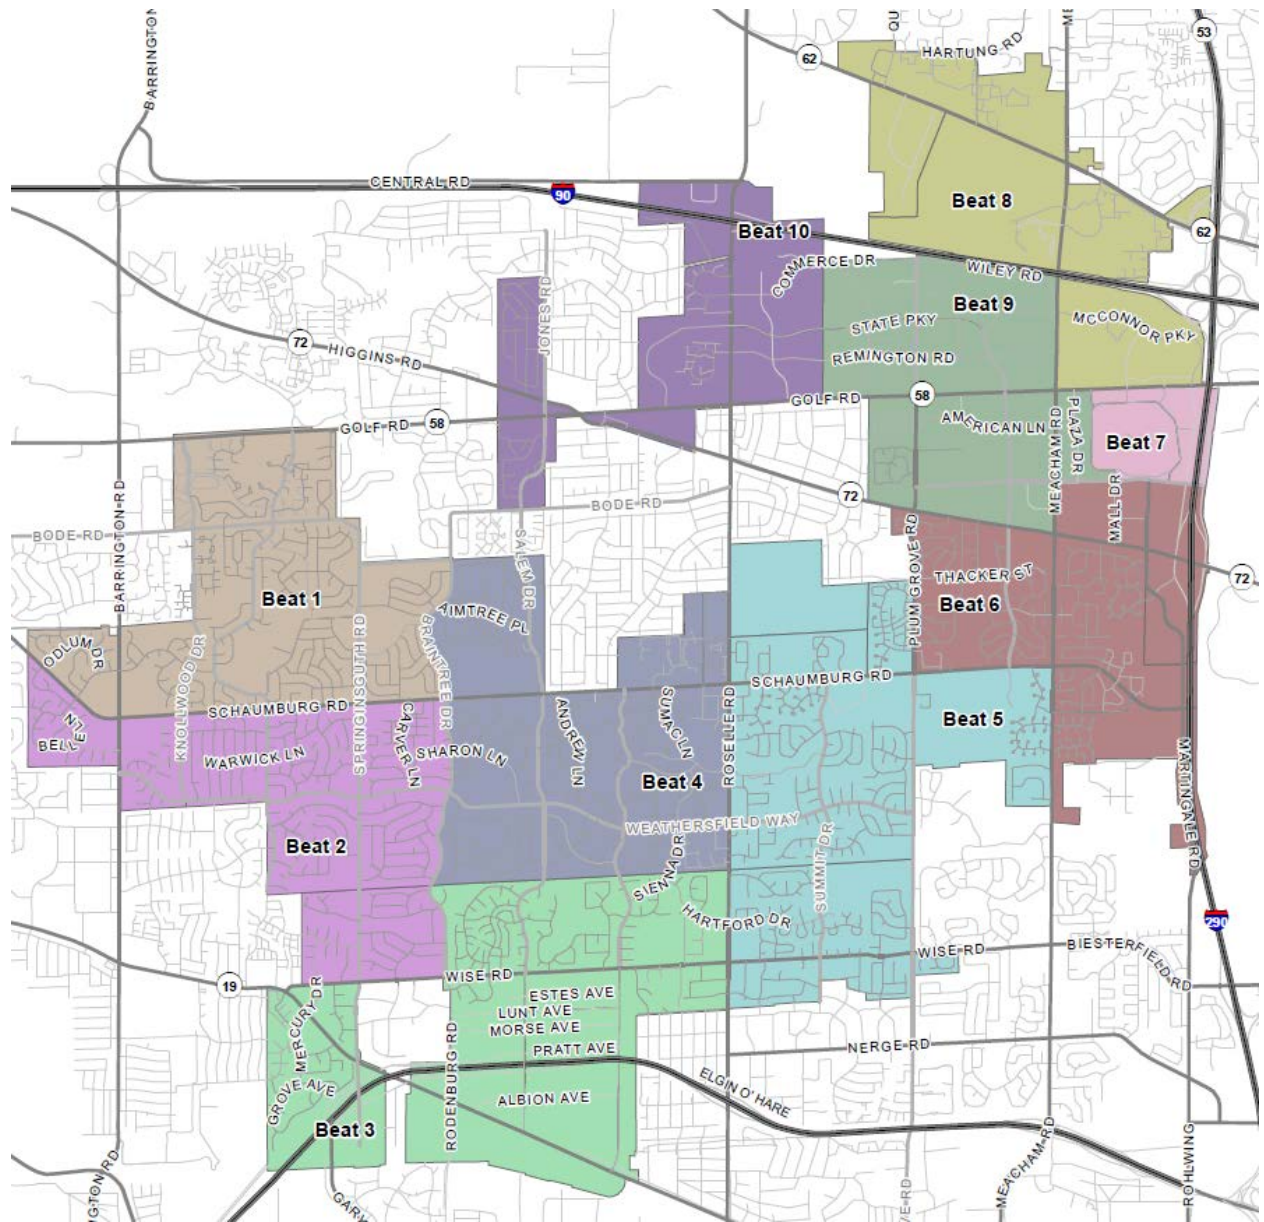 BARRINGTON
QU
HARTUNG RD
ME
53
62
CENTRAL RD
90
Beat 8
62
Beat 10
COMMERCE DR
WILEY RD
JONES RD
Beat 9
STATE PKY
MCCONNOR PKY
72
HIGGINS RD
REMINGTON RD
GOLF RD
58
GOLF RD
58
AMERICAN LN
MEACHAM RD
PLAZA DR
Beat 7
BARRINGTON RD
BODE RD
72
MALL DR
BODE RD
SALEM DR
PLUM GROVE RD
THACKER ST
72
Beat 1
AIMTREE PL
Beat 6
ODLUM DR
KNOLLWOOD DR
SPRINGINSGUTH RD
BRAINTREE DR
SCHAUMBURG RD
SCHAUMBURG RD
BELLE LN
WARWICK LN
CARVER LN
SHARON LN
ANDREW LN
SUMAC LN
ROSELLE RD
Beat 5
Beat 4
MARTINGALE RD
WEATHERSFIELD WAY
Beat 2
SIENNA DR
SUMMIT DR
HARTFORD DR
290
WISE RD
WISE RD
BIESTERFIELD RD
19
MERCURY DR
ESTES AVE
LUNT AVE
MORSE AVE
PRATT AVE
NERGE RD
GROVE AVE
RODENBURG RD
ALBION AVE
ELGIN O' HARE
Beat 3
MEACHAM RD
ROHLWING
NGTON RD
VE RD